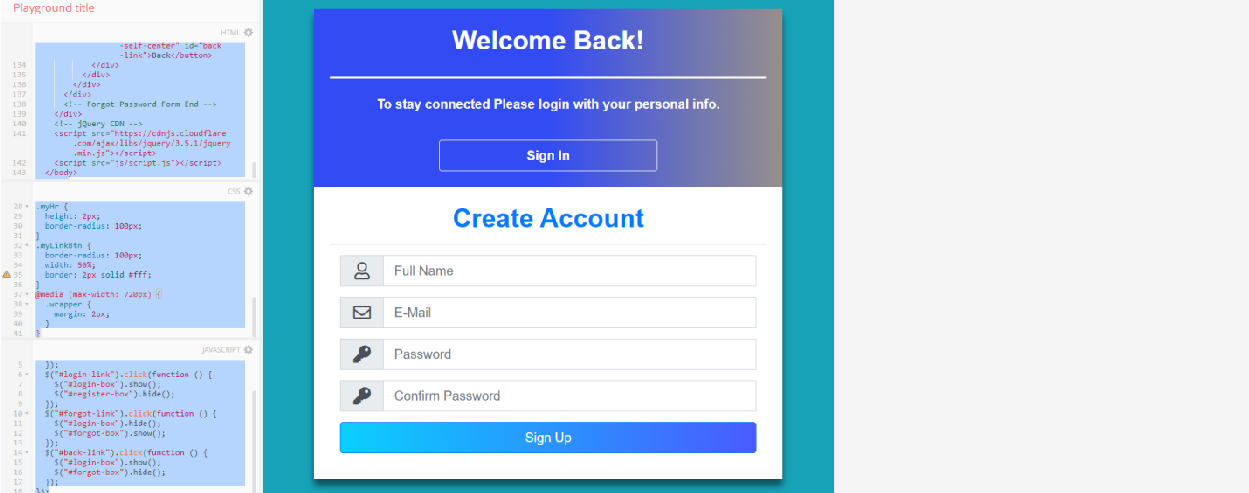 Playground title
HTML
-self-center" id="back
-link">Back</button>
134 </div>
135 </div>
136 </div>
137 </div>
138 <!-- Forgot Password Form End -->
139 </div>
140 <!-- jQuery CDN -->
141 <script src="https://cdnjs.cloudflare
.com/ajax/libs/jquery/3.5.1/jquery
.min.js"></script>
142 <script src="js/script.js"></script>
143 </body>
CSS
28 .myHr {
29 height: 2px;
30 border-radius: 100px;
31 }
32 .myLinkBtn {
33 border-radius: 100px;
34 width: 50%;
35 border: 2px solid #fff;
36 }
37 @media (max-width: 720px) {
38 .wrapper {
39 margin: 2px;
40 }
41 }
JAVASCRIPT
5 });
6 $("#login-link").click(function () {
7 $("#login-box").show();
8 $("#register-box").hide();
9 });
10 $("#forgot-link").click(function () {
11 $("#login-box").hide();
12 $("#forgot-box").show();
13 });
14 $("#back-link").click(function () {
15 $("#login-box").show();
16 $("#forgot-box").hide();
17 });
18 });
Welcome Back!
To stay connected Please login with your personal info.
Sign In
Create Account
Full Name
E-Mail
Password
Confirm Password
Sign Up